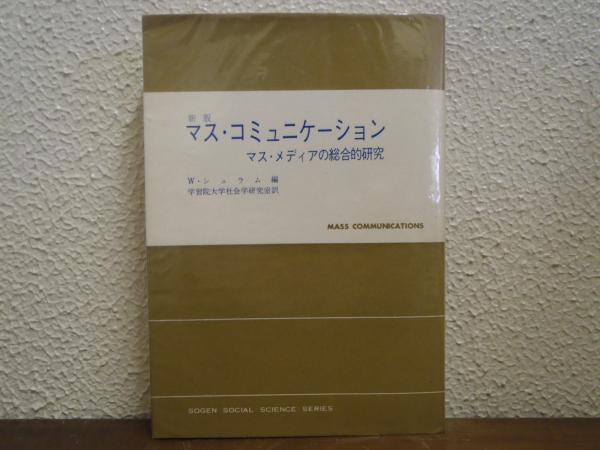 新版
マス・コミュニケーション
マス・メディアの総合的研究
W・シュラム 編
学習院大学社会学研究室訳
MASS COMMUNICATIONS
SOGEN SOCIAL SCIENCE SERIES